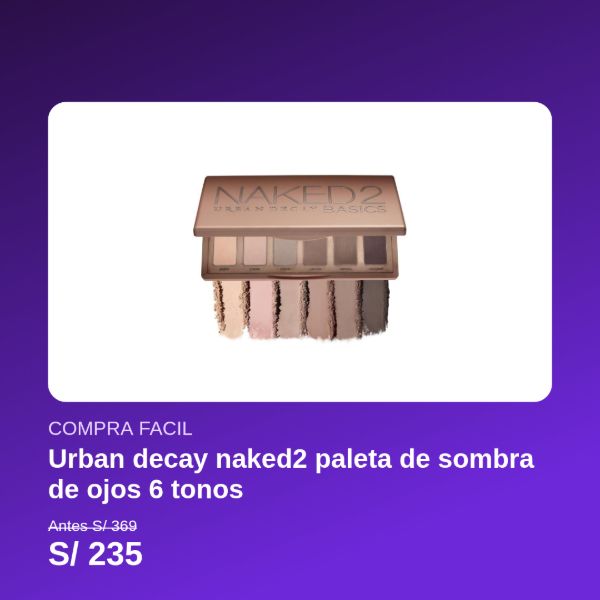 NAKED2
URBAN DECAY BASICS
COMPRA FACIL
Urban decay naked2 paleta de sombra
de ojos 6 tonos
Antes S/ 369
S/ 235